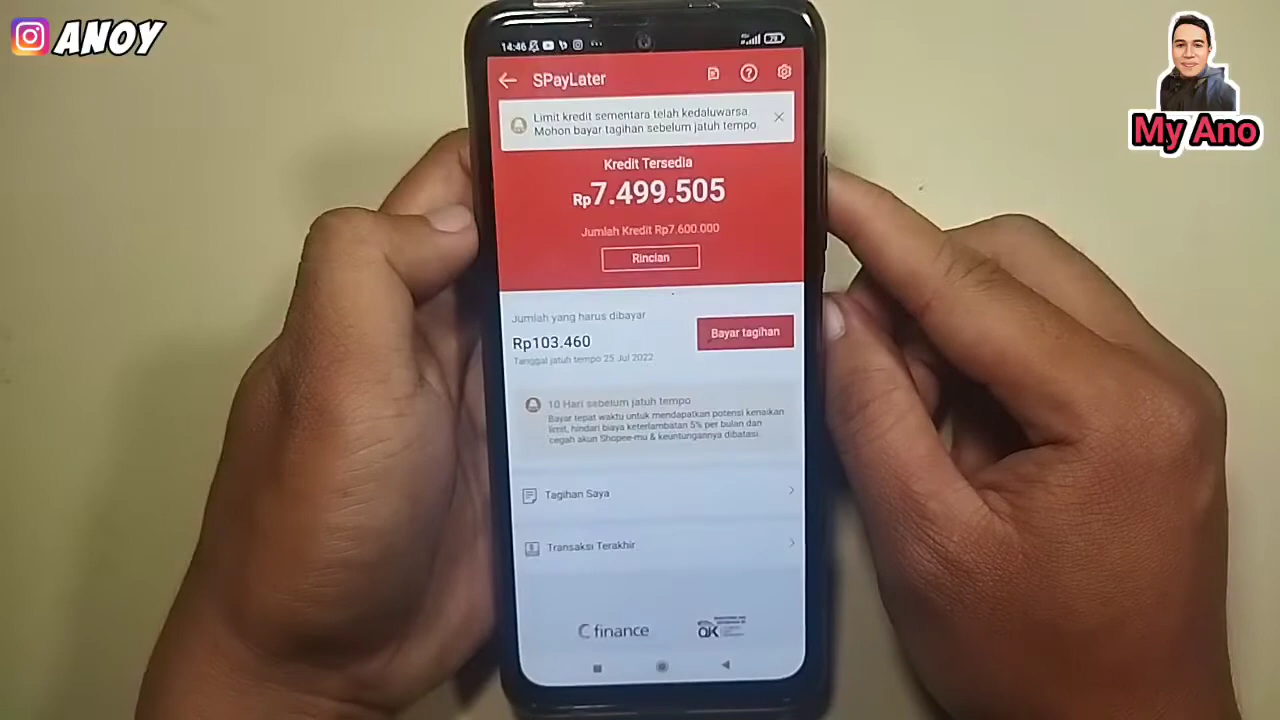 ANOY
My Ano
14:46
SPayLater
Limit kredit sementara telah kedaluwarsa
Mohon bayar tagihan sebelum jatuh tempo
Kredit Tersedia
Rp7.499.505
Jumlah Kredit Rp7.600.000
Rincian
Jumlah yang harus dibayar
Rp103.460
Bayar tagihan
Tanggal jatuh tempo 25 Jul 2022
10 Hari sebelum jatuh tempo
Bayar tepat waktu untuk mendapatkan potensi kenaikan
limit, hindari biaya keterlambatan 5% per bulan dan
cegah akun Shopee-mu & keuntungannya dibatasi.
Tagihan Saya
Transaksi Terakhir
finance